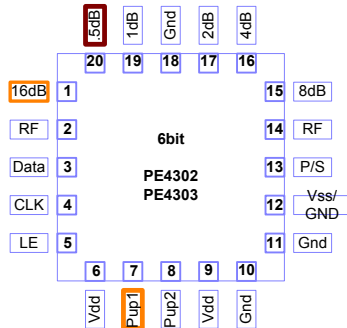 .5dB 1dB Gnd 2dB 4dB
20 19 18 17 16
16dB 1 15 8dB
RF 2 14 RF
6bit
Data 3 13 P/S
PE4302
PE4303
CLK 4 12 Vss/
GND
LE 5 11 Gnd
6 7 8 9 10
Vdd Pup1 Pup2 Vdd Gnd